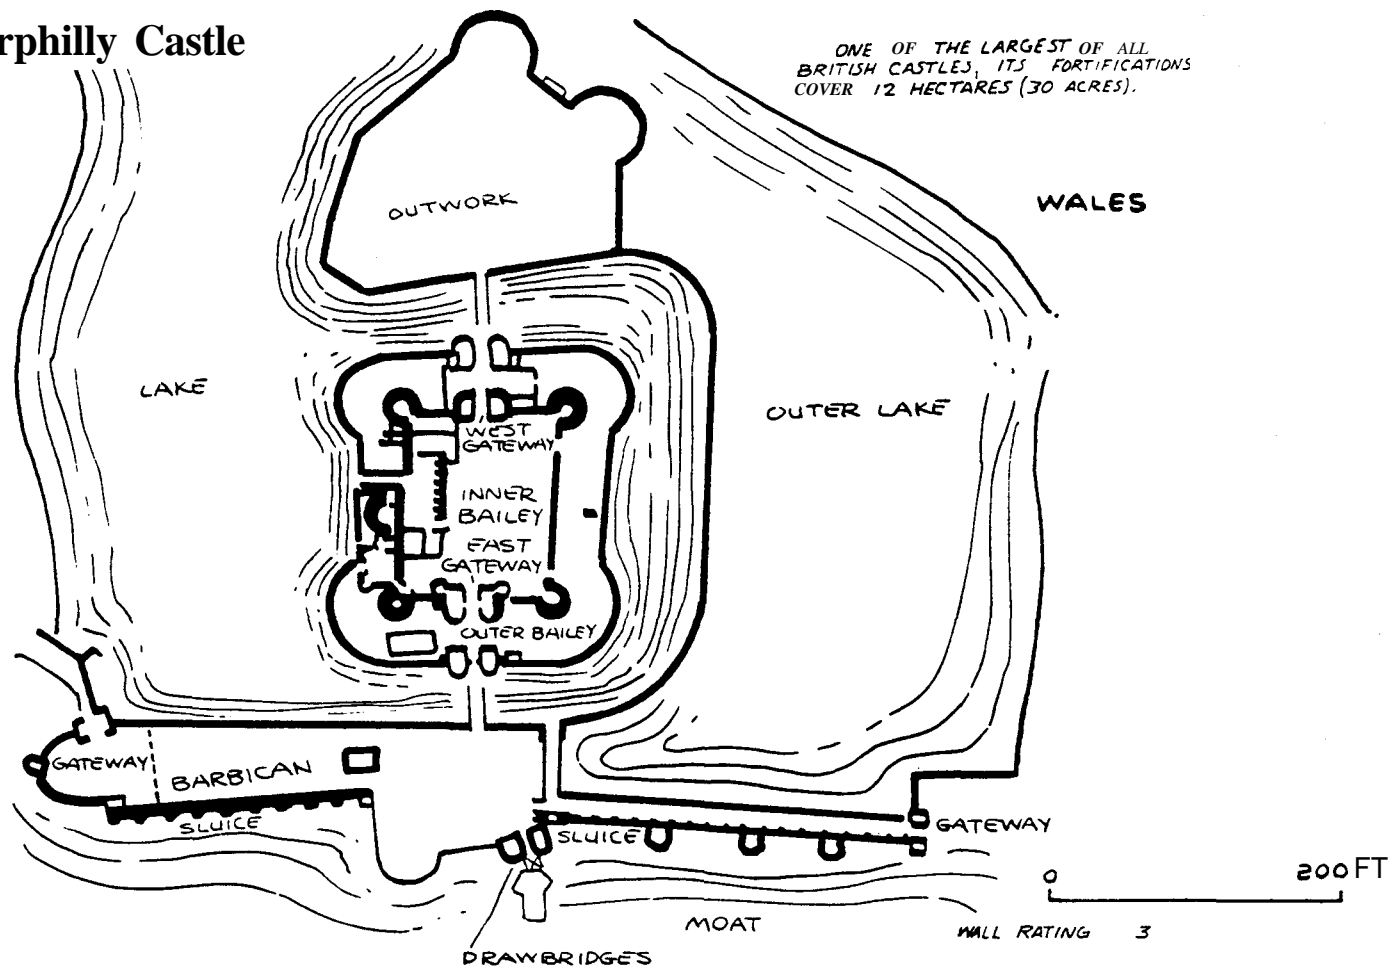 rphilly Castle
ONE OF THE LARGEST OF ALL
BRITISH CASTLES, ITS FORTIFICATIONS
COVER 12 HECTARES (30 ACRES).
WALES
OUTWORK
LAKE
OUTER LAKE
WEST
GATEWAY
INNER
BAILEY
EAST
GATEWAY
OUTER BAILEY
GATEWAY
BARBICAN
SLUICE
SLUICE
GATEWAY
0 200 FT
MOAT
WALL RATING 3
DRAWBRIDGES